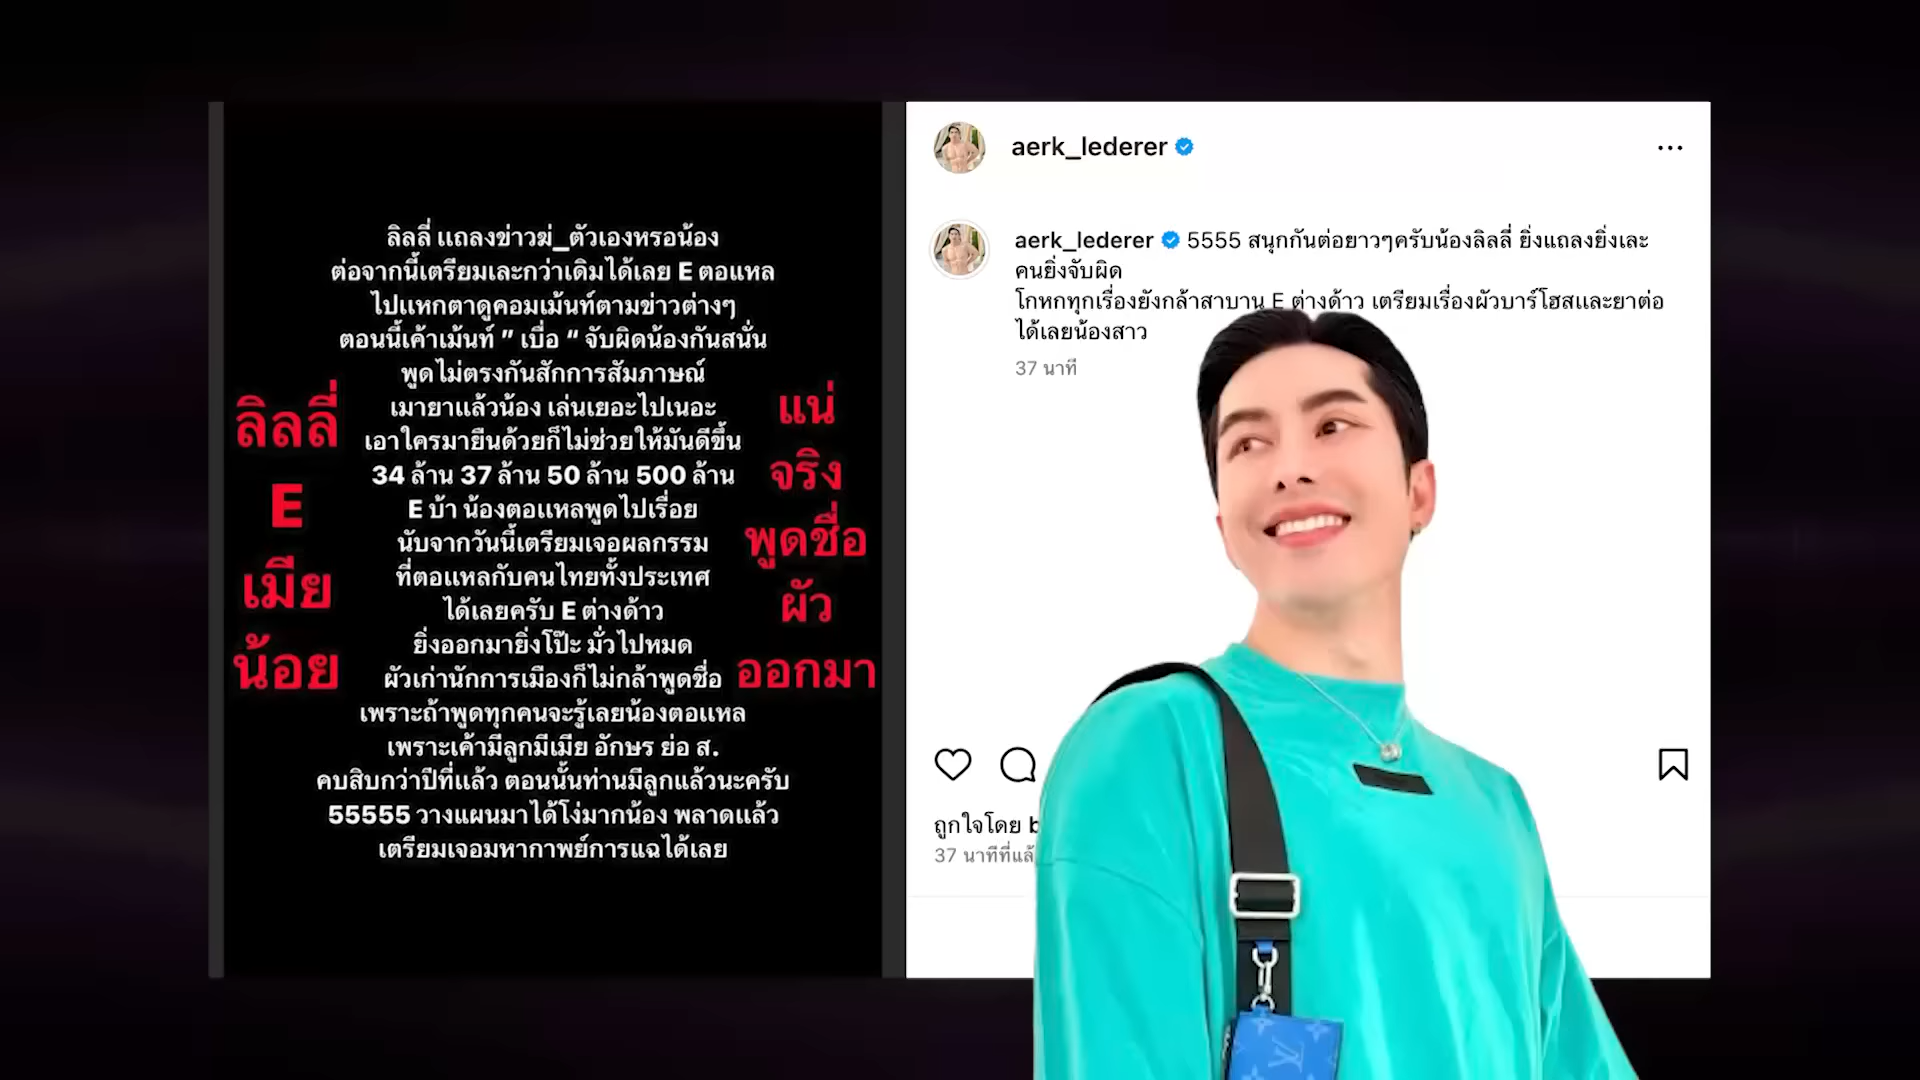 ลิลลี่ แถลงข่าวฆ่_ตัวเองหรอน้อง
ต่อจากนี้เตรียมเละกว่าเดิมได้เลย E ตอแหล
ไปแหกตาดูคอมเม้นท์ตามข่าวต่างๆ
ตอนนี้เค้าเม้นท์ ” เบื่อ “ จับผิดน้องกันสนั่น
พูดไม่ตรงกันสักการสัมภาษณ์
เมายาแล้วน้อง เล่นเยอะไปเนอะ
เอาใครมายืนด้วยก็ไม่ช่วยให้มันดีขึ้น
34 ล้าน 37 ล้าน 50 ล้าน 500 ล้าน
E บ้า น้องตอแหลพูดไปเรื่อย
นับจากวันนี้เตรียมเจอผลกรรม
ที่ตอแหลกับคนไทยทั้งประเทศ
ได้เลยครับ E ต่างด้าว
ยิ่งออกมายิ่งโป๊ะ มั่วไปหมด
ผัวเก่านักการเมืองก็ไม่กล้าพูดชื่อ
เพราะถ้าพูดทุกคนจะรู้เลยน้องตอแหล
เพราะเค้ามีลูกมีเมีย อักษร ย่อ ส.
คบสิบกว่าปีที่แล้ว ตอนนั้นท่านมีลูกแล้วนะครับ
55555 วางแผนมาได้โง่มากน้อง พลาดแล้ว
เตรียมเจอมหากาพย์การแฉได้เลย
ลิลลี่
E
เมีย
น้อย
แน่
จริง
พูดชื่อ
ผัว
ออกมา
aerk_lederer
aerk_lederer 5555 สนุกกันต่อยาวๆครับน้องลิลลี่ ยิ่งแถลงยิ่งเละ
คนยิ่งจับผิด
โกหกทุกเรื่องยังกล้าสาบาน E ต่างด้าว เตรียมเรื่องผัวบาร์โฮสและยาต่อ
ได้เลยน้องสาว
37 นาที
ถูกใจโดย b
37 นาทีที่แล้